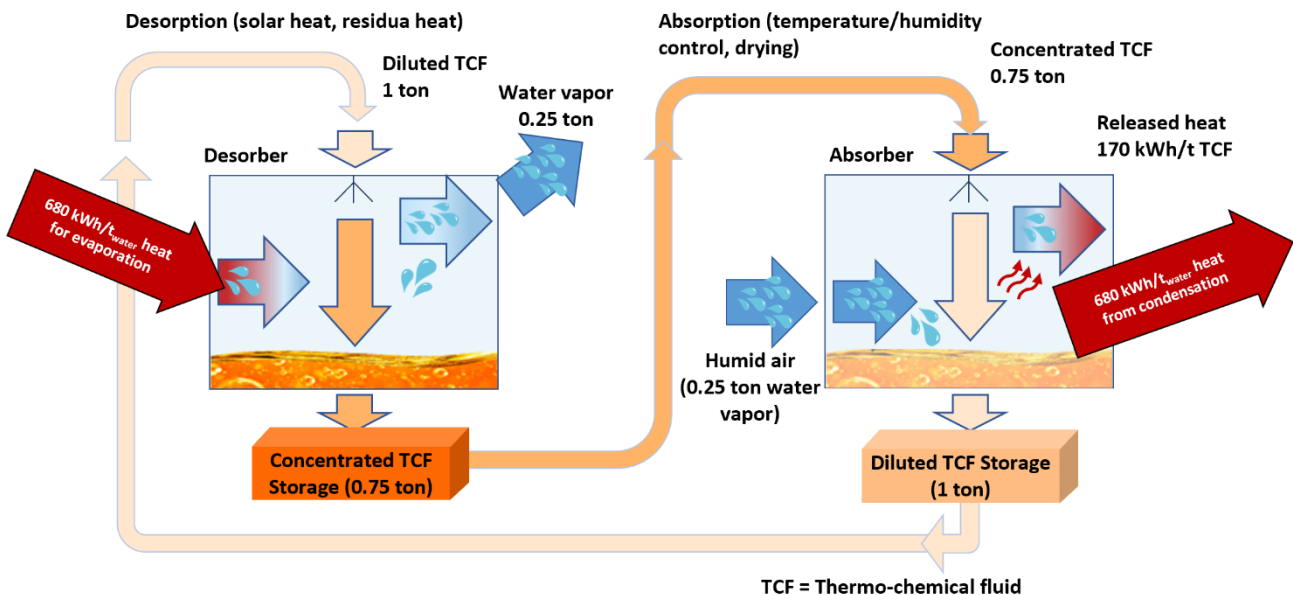 Desorption (solar heat, residua heat)
Diluted TCF
1 ton
Water vapor
0.25 ton
Desorber
680 kWh/t_water heat
for evaporation
Concentrated TCF
Storage (0.75 ton)
Absorption (temperature/humidity
control, drying)
Concentrated TCF
0.75 ton
Released heat
170 kWh/t TCF
Absorber
680 kWh/t_water heat
from condensation
Humid air
(0.25 ton water
vapor)
Diluted TCF Storage
(1 ton)
TCF = Thermo-chemical fluid